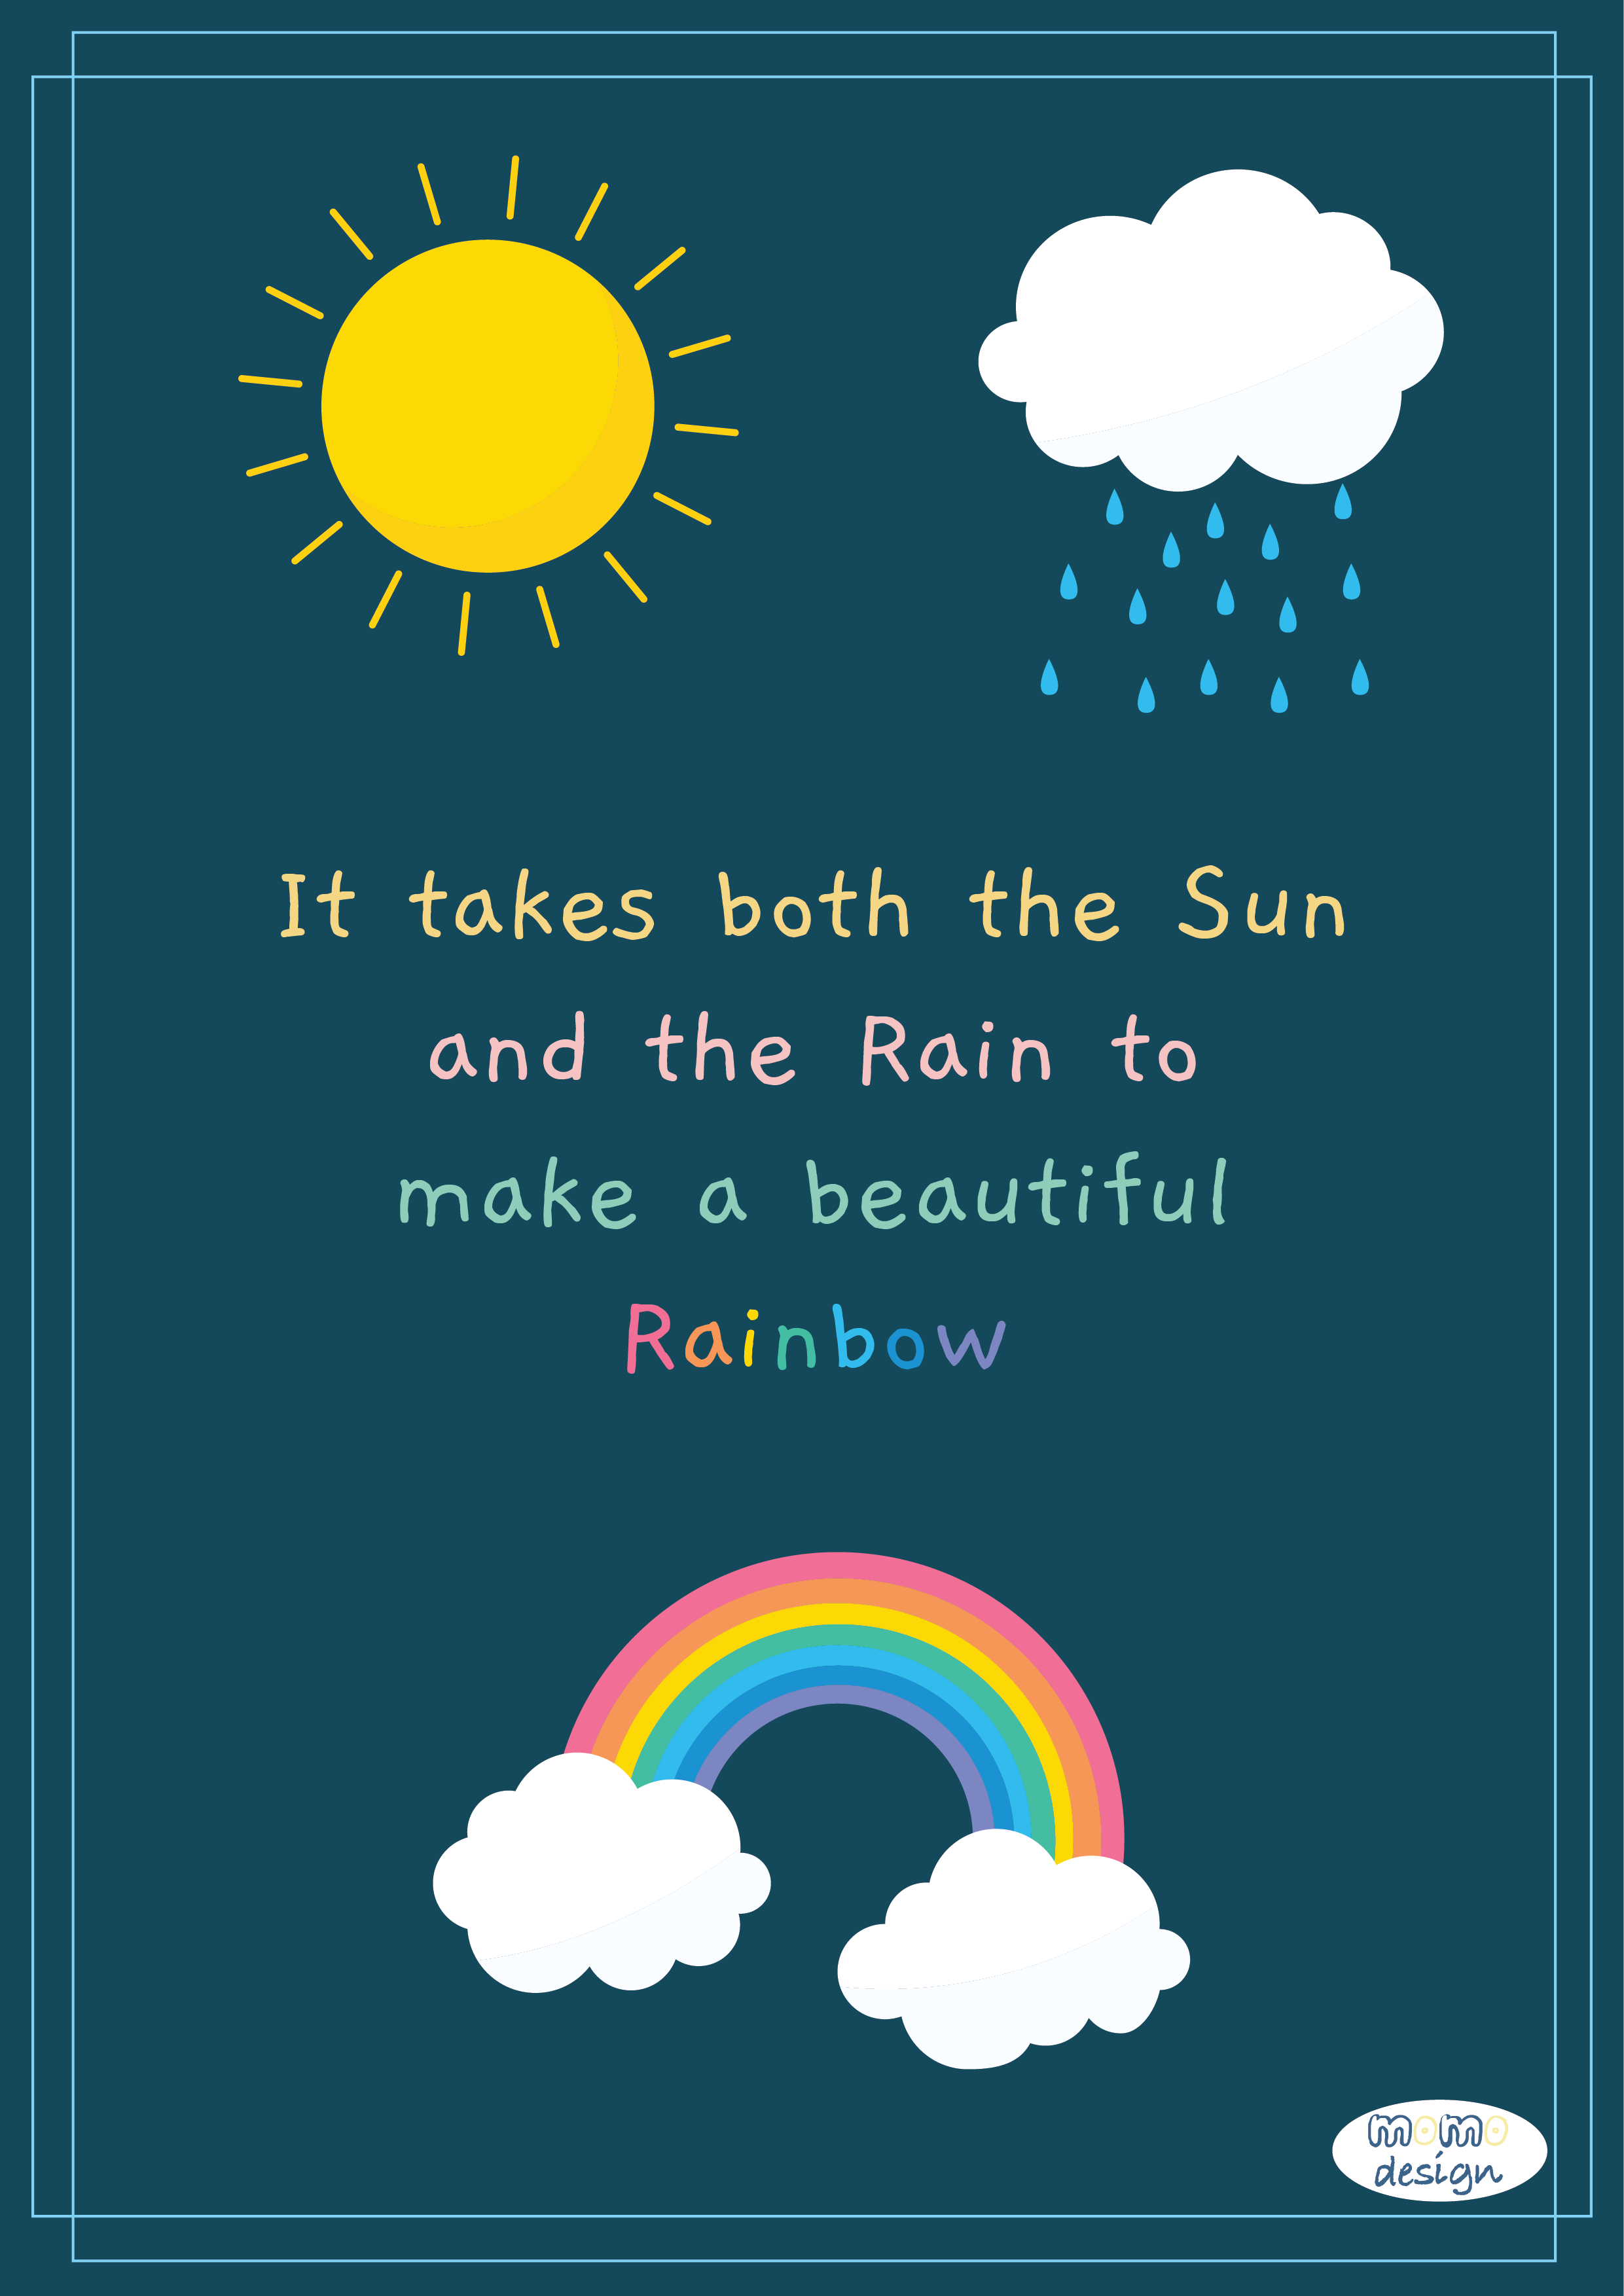 It takes both the Sun
and the Rain to
make a beautiful
Rainbow
momo
design